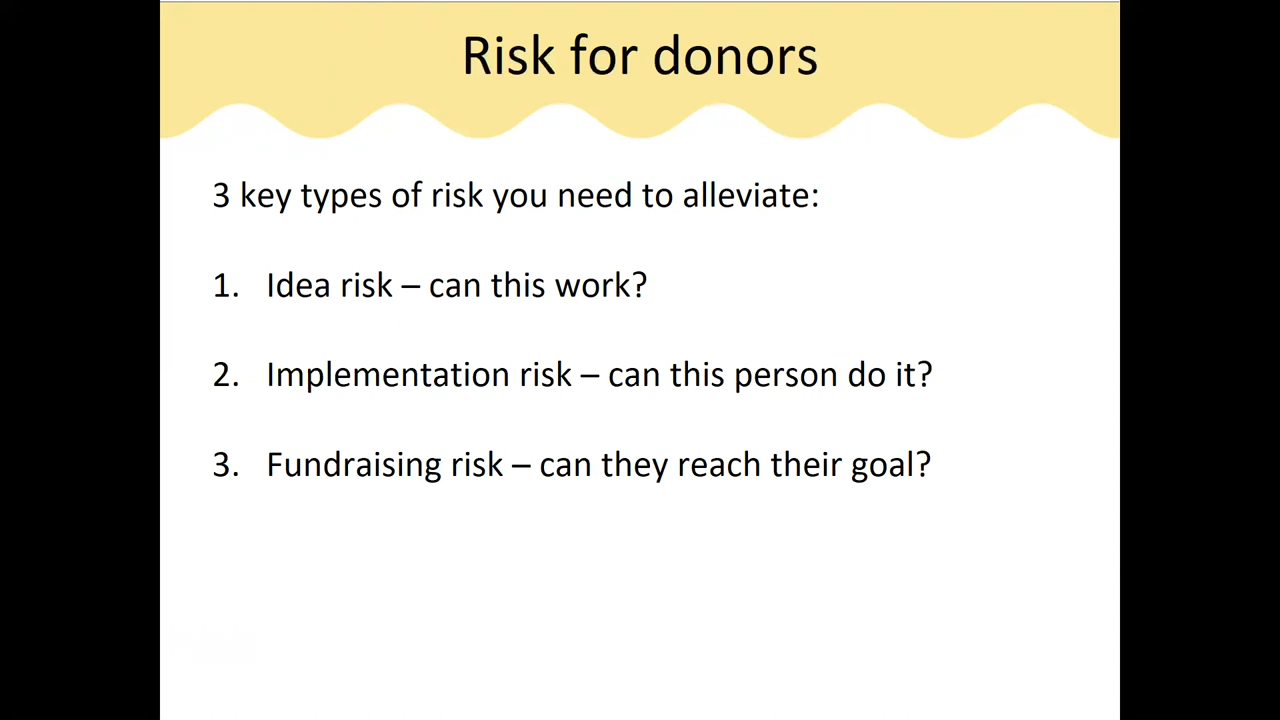 Risk for donors
3 key types of risk you need to alleviate:
1. Idea risk – can this work?
2. Implementation risk – can this person do it?
3. Fundraising risk – can they reach their goal?